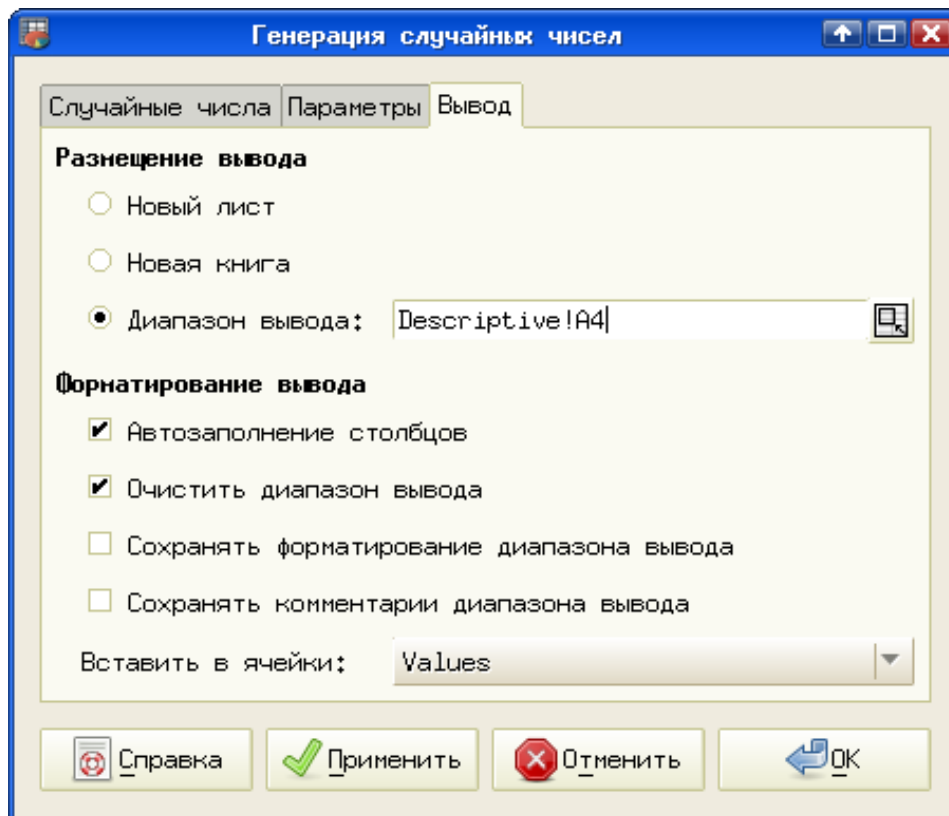 Генерация случайных чисел
Случайные числа Параметры Вывод
Размещение вывода
Новый лист
Новая книга
Диапазон вывода: Descriptive!A4
Форматирование вывода
Автозаполнение столбцов
Очистить диапазон вывода
Сохранять форматирование диапазона вывода
Сохранять комментарии диапазона вывода
Вставить в ячейки: Values
Справка Применить Отменить OK